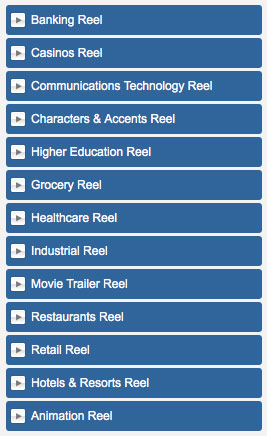 Banking Reel
Casinos Reel
Communications Technology Reel
Characters & Accents Reel
Higher Education Reel
Grocery Reel
Healthcare Reel
Industrial Reel
Movie Trailer Reel
Restaurants Reel
Retail Reel
Hotels & Resorts Reel
Animation Reel